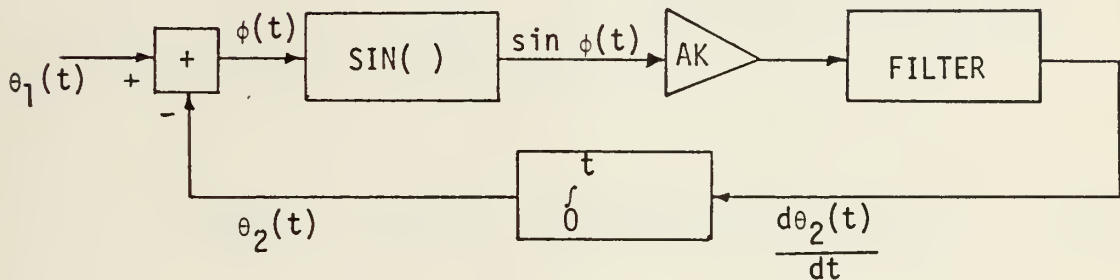 θ₁(t)
+
+
-
ϕ(t)
SIN( )
sin ϕ(t)
AK
FILTER
t
∫
0
θ₂(t)
dθ₂(t)
dt